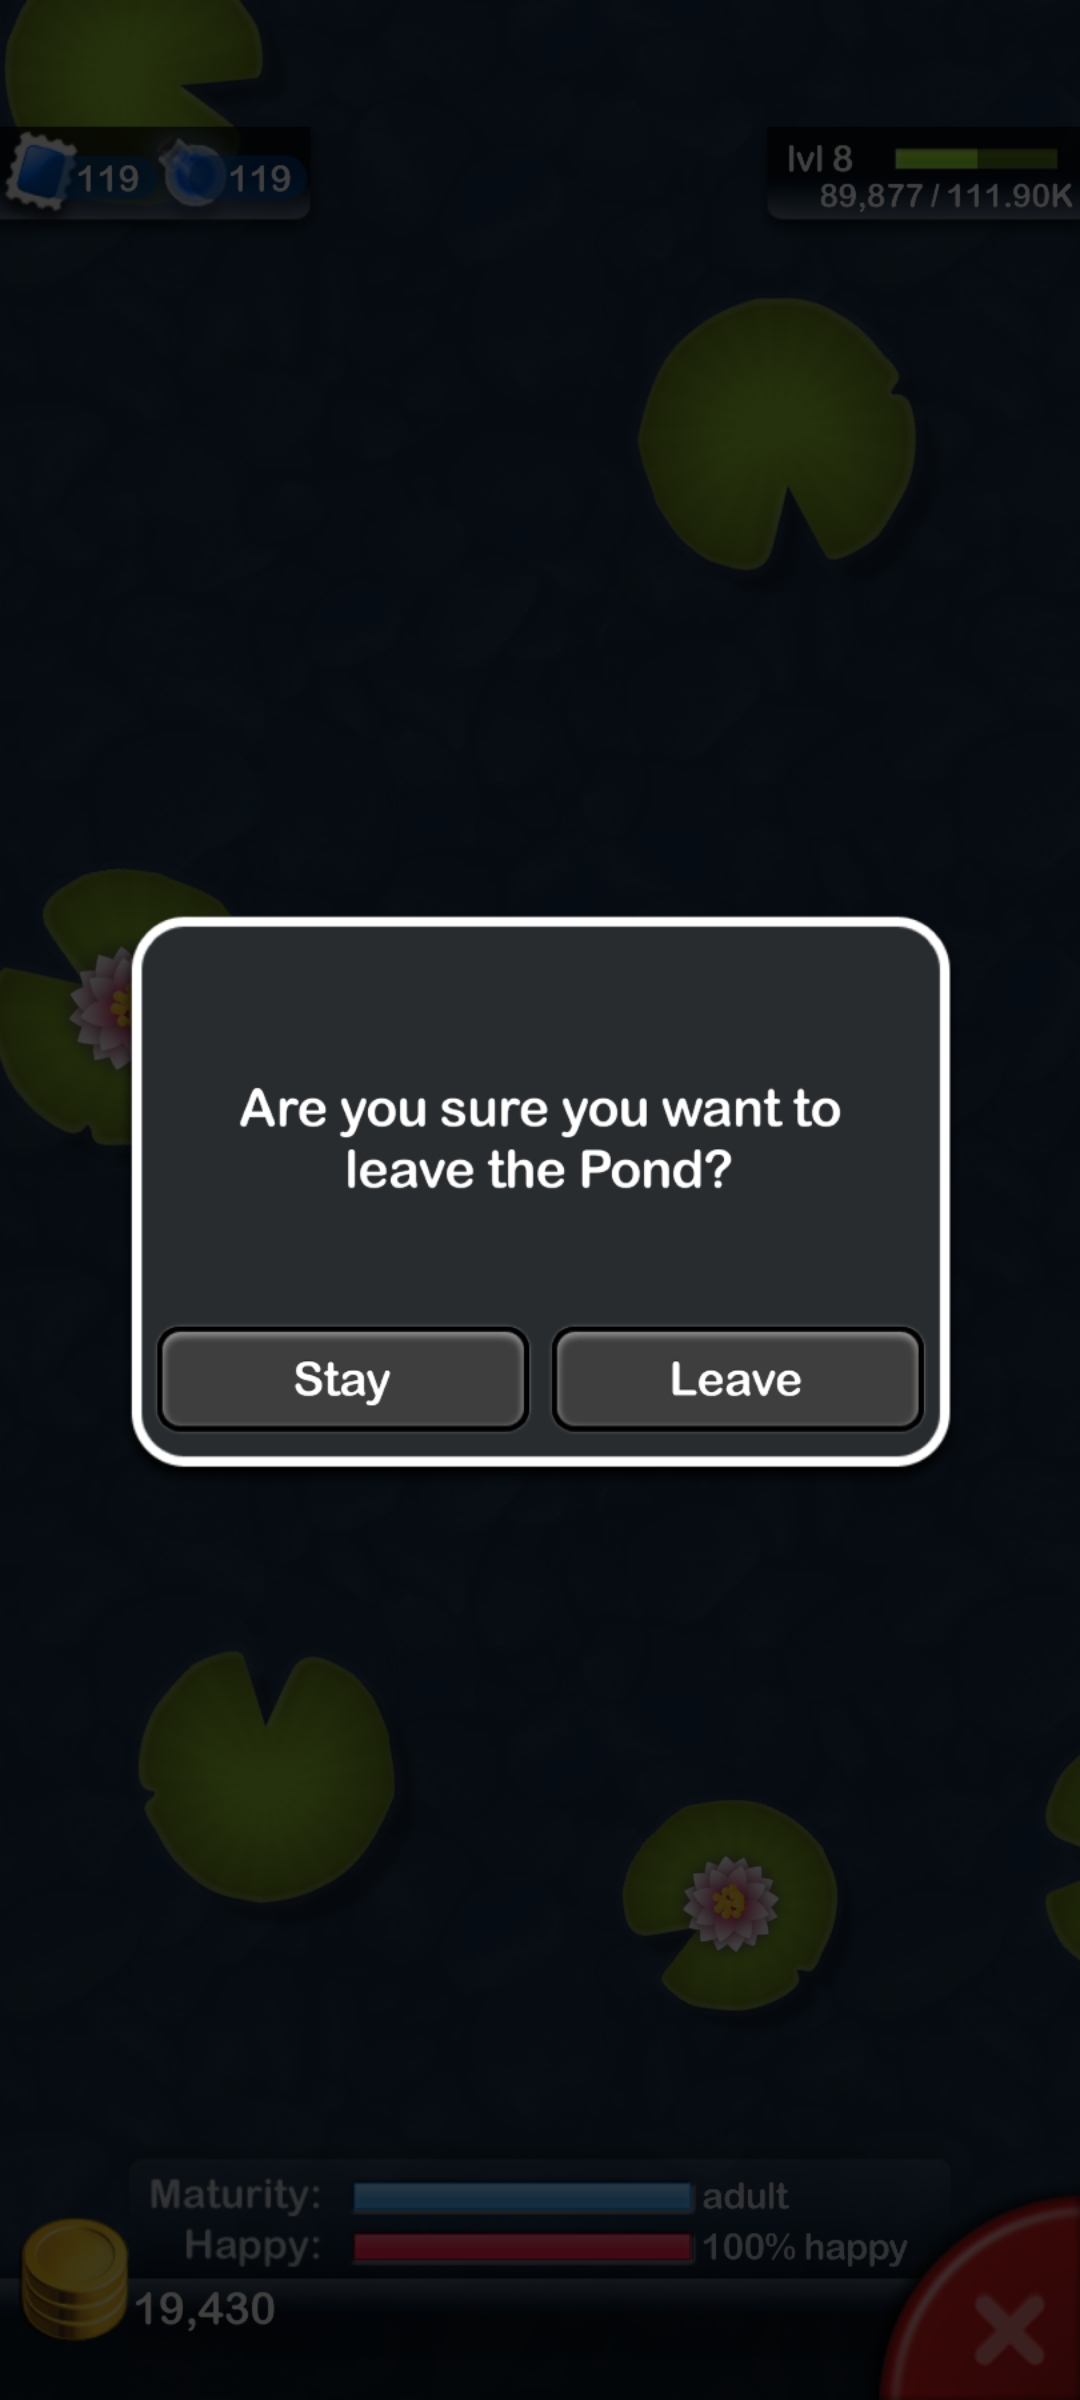 119 119
lvl 8
89,877 / 111.90K
Are you sure you want to
leave the Pond?
Stay Leave
Maturity: adult
Happy: 100% happy
19,430